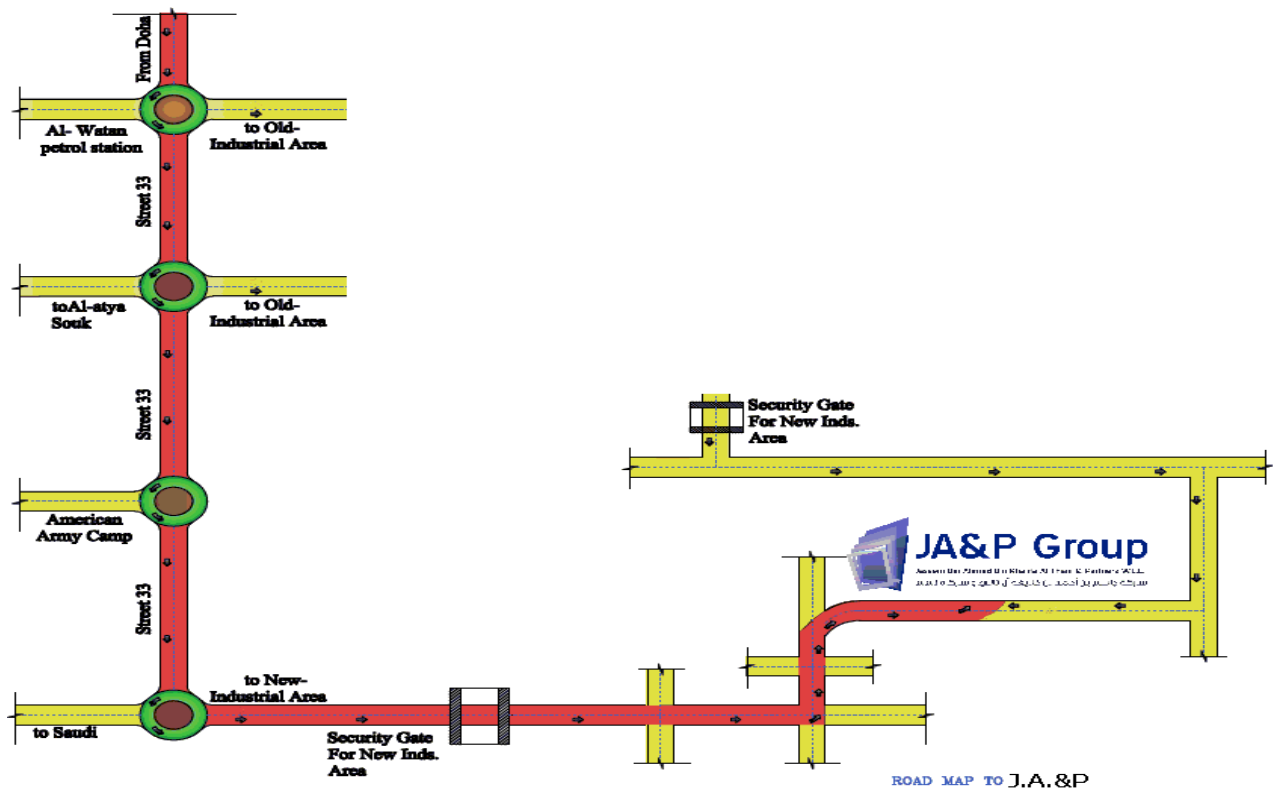 From Doha
Al- Watan
petrol station
to Old-
Industrial Area
Street 33
toAl-atya
Souk
to Old-
Industrial Area
Street 33
American
Army Camp
Street 33
to Saudi
to New-
Industrial Area
Security Gate
For New Inds.
Area
Security Gate
For New Inds.
Area
JA&P Group
ROAD MAP TO J.A.&P